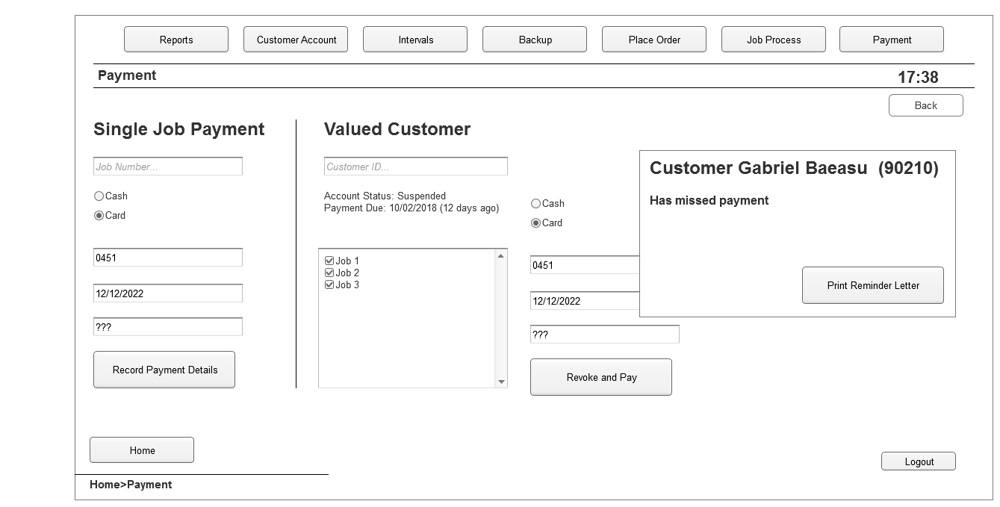 Reports
Customer Account
Intervals
Backup
Place Order
Job Process
Payment
Payment
17:38
Back
Single Job Payment
Job Number...
Cash
Card
0451
12/12/2022
???
Record Payment Details
Valued Customer
Customer ID...
Account Status: Suspended
Payment Due: 10/02/2018 (12 days ago)
Job 1
Job 2
Job 3
Cash
Card
0451
12/12/2022
???
Revoke and Pay
Customer Gabriel Baeasu (90210)
Has missed payment
Print Reminder Letter
Home
Logout
Home>Payment